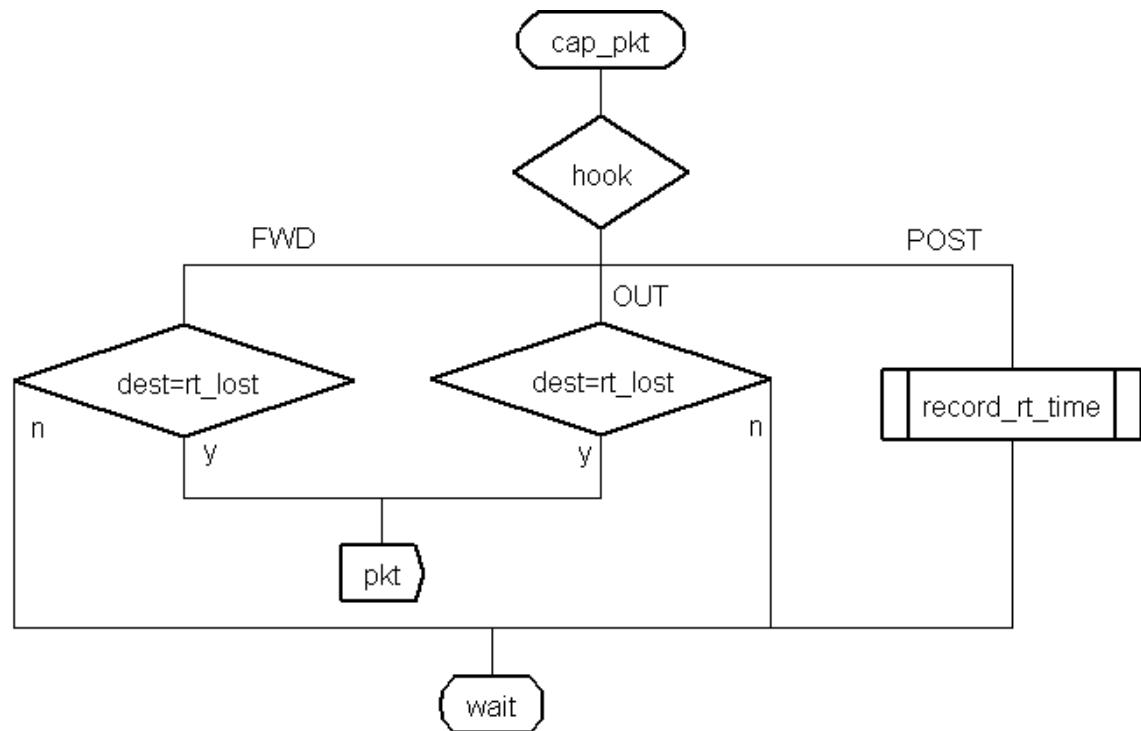 cap_pkt
hook
FWD
POST
OUT
dest=rt_lost
dest=rt_lost
record_rt_time
n
y
y
n
pkt
wait